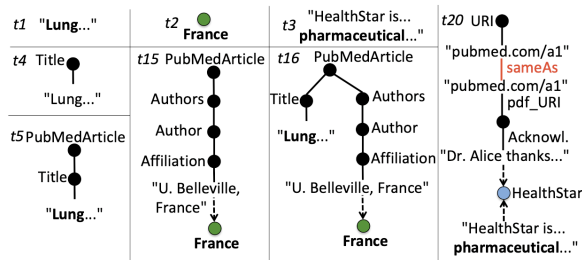 t1 "Lung..."
t2
France
t3 "HealthStar is...
pharmaceutical..."
t4 Title
"Lung..."
t5 PubMedArticle
Title
"Lung..."
t15 PubMedArticle
Authors
Author
Affiliation
"U. Belleville,
France"
France
t16 PubMedArticle
Title
Authors
"Lung..."
Author
Affiliation
"U. Belleville, France"
France
t20 URI
"pubmed.com/a1"
sameAs
"pubmed.com/a1"
pdf_URI
Acknowl.
"Dr. Alice thanks..."
HealthStar
"HealthStar is...
pharmaceutical..."